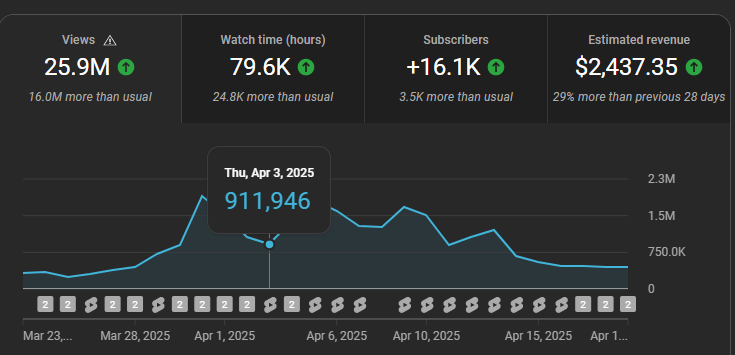 Views
25.9M
16.0M more than usual
Watch time (hours)
79.6K
24.8K more than usual
Subscribers
+16.1K
3.5K more than usual
Estimated revenue
$2,437.35
29% more than previous 28 days
Thu, Apr 3, 2025
911,946
2.3M
1.5M
750.0K
0
2 2 2 2 2 2 2 2 2 2 2 2
Mar 23,... Mar 28, 2025 Apr 1, 2025 Apr 6, 2025 Apr 10, 2025 Apr 15, 2025 Apr 1...